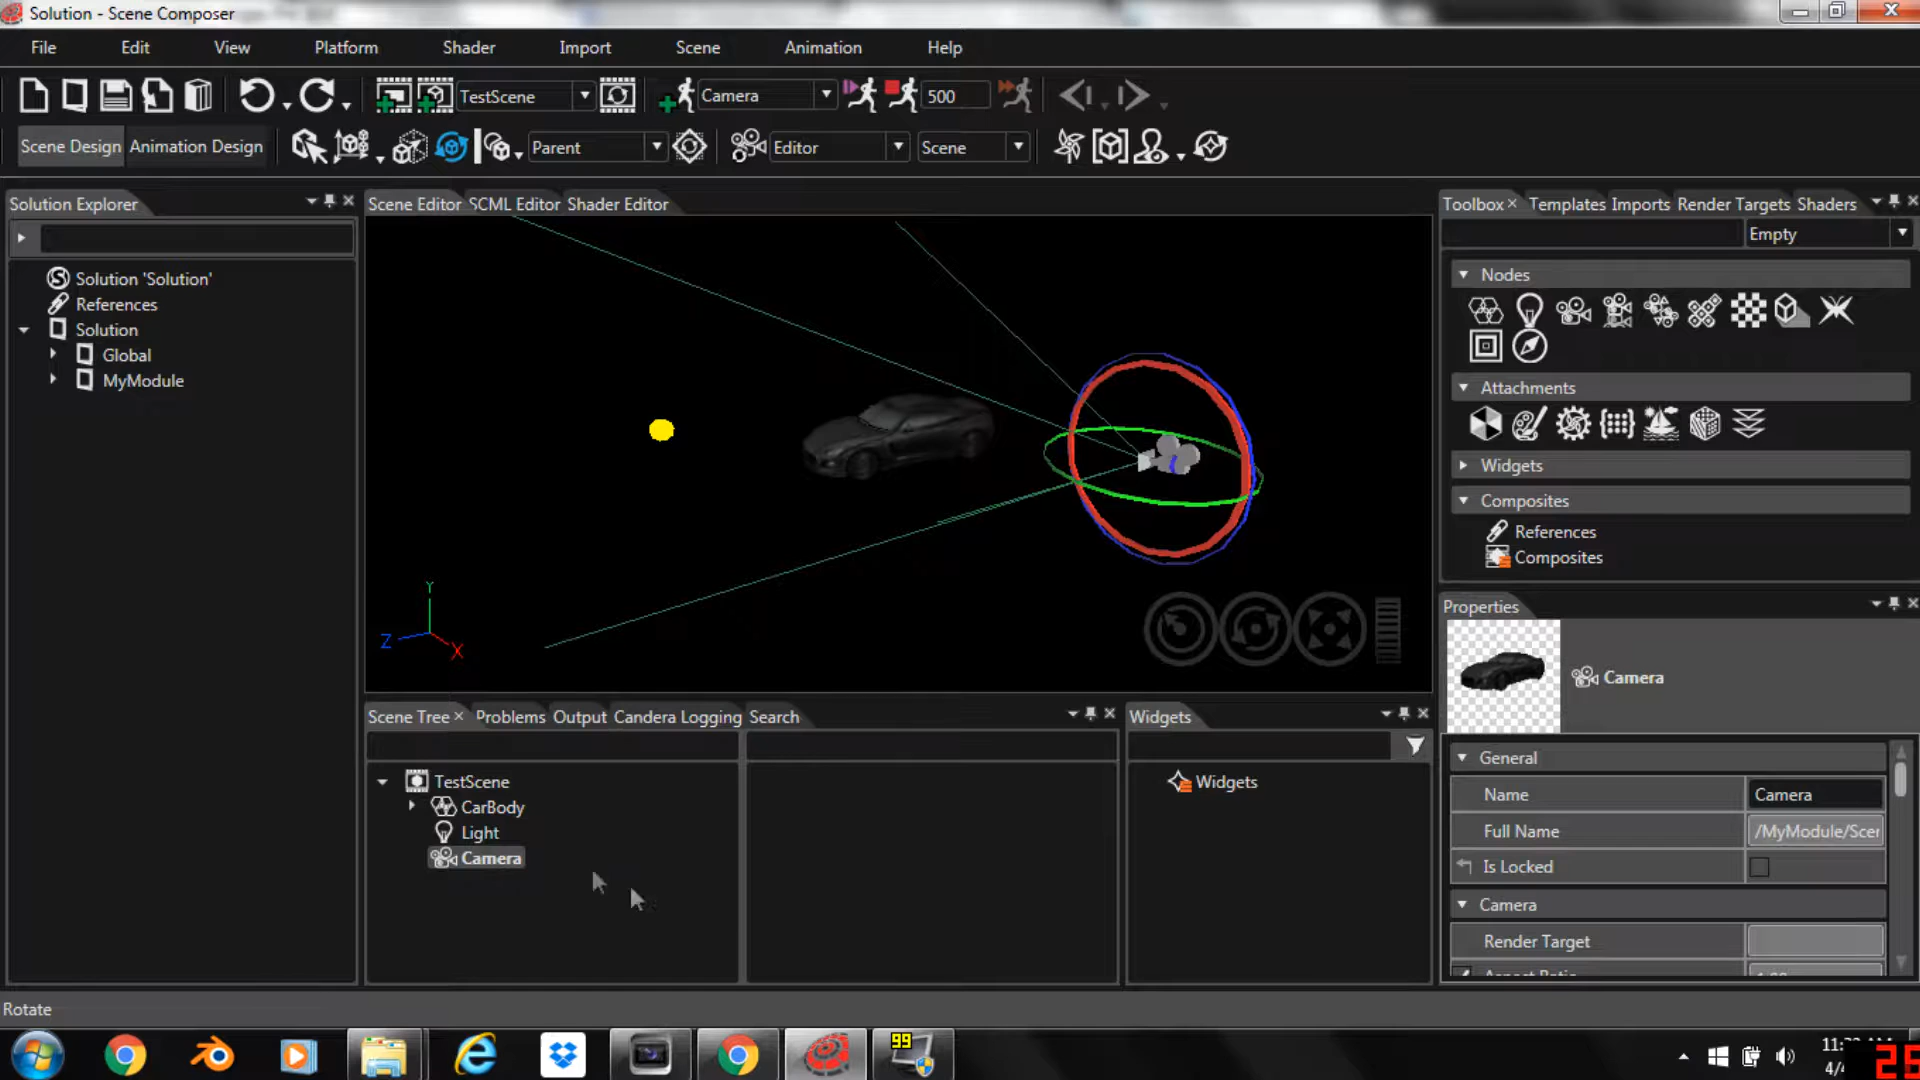 Solution - Scene Composer
File Edit View Platform Shader Import Scene Animation Help
TestScene Camera 500
Scene Design Animation Design Parent Editor Scene
Solution Explorer
Solution 'Solution'
References
Solution
Global
MyModule
Scene Editor SCML Editor Shader Editor
Y
Z
X
Toolbox Templates Imports Render Targets Shaders
Empty
Nodes
Attachments
Widgets
Composites
References
Composites
Properties
Camera
General
Name Camera
Full Name /MyModule/Scer
Is Locked
Camera
Render Target
Aspect Ratio
Scene Tree Problems Output Candera Logging Search
TestScene
CarBody
Light
Camera
Widgets
Widgets
Rotate
99
25